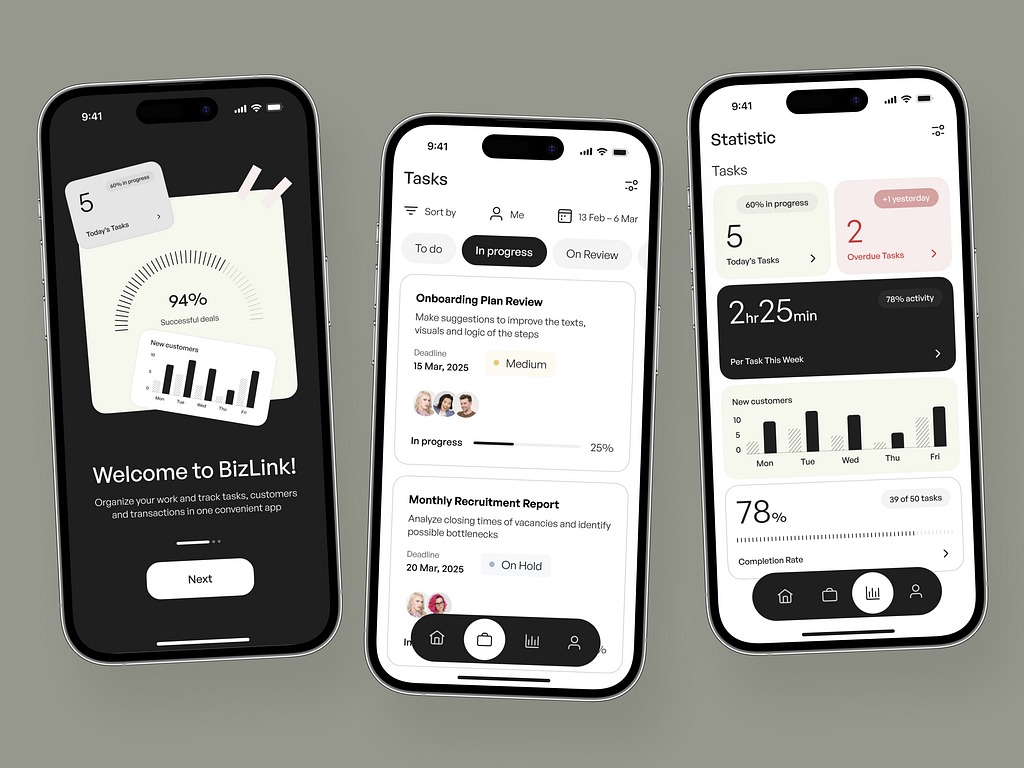 9:41
5
60% in progress
Today's Tasks
94%
Successful deals
New customers
10
5
0
Mon Tue Wed Thu Fri
Welcome to BizLink!
Organize your work and track tasks, customers
and transactions in one convenient app
Next
9:41
Tasks
Sort by
Me
13 Feb – 6 Mar
To do
In progress
On Review
Onboarding Plan Review
Make suggestions to improve the texts,
visuals and logic of the steps
Deadline
15 Mar, 2025
Medium
In progress
25%
Monthly Recruitment Report
Analyze closing times of vacancies and identify
possible bottlenecks
Deadline
20 Mar, 2025
On Hold
In
%
9:41
Statistic
Tasks
60% in progress
5
Today's Tasks
+1 yesterday
2
Overdue Tasks
2hr25min
78% activity
Per Task This Week
New customers
10
5
0
Mon Tue Wed Thu Fri
78%
39 of 50 tasks
Completion Rate